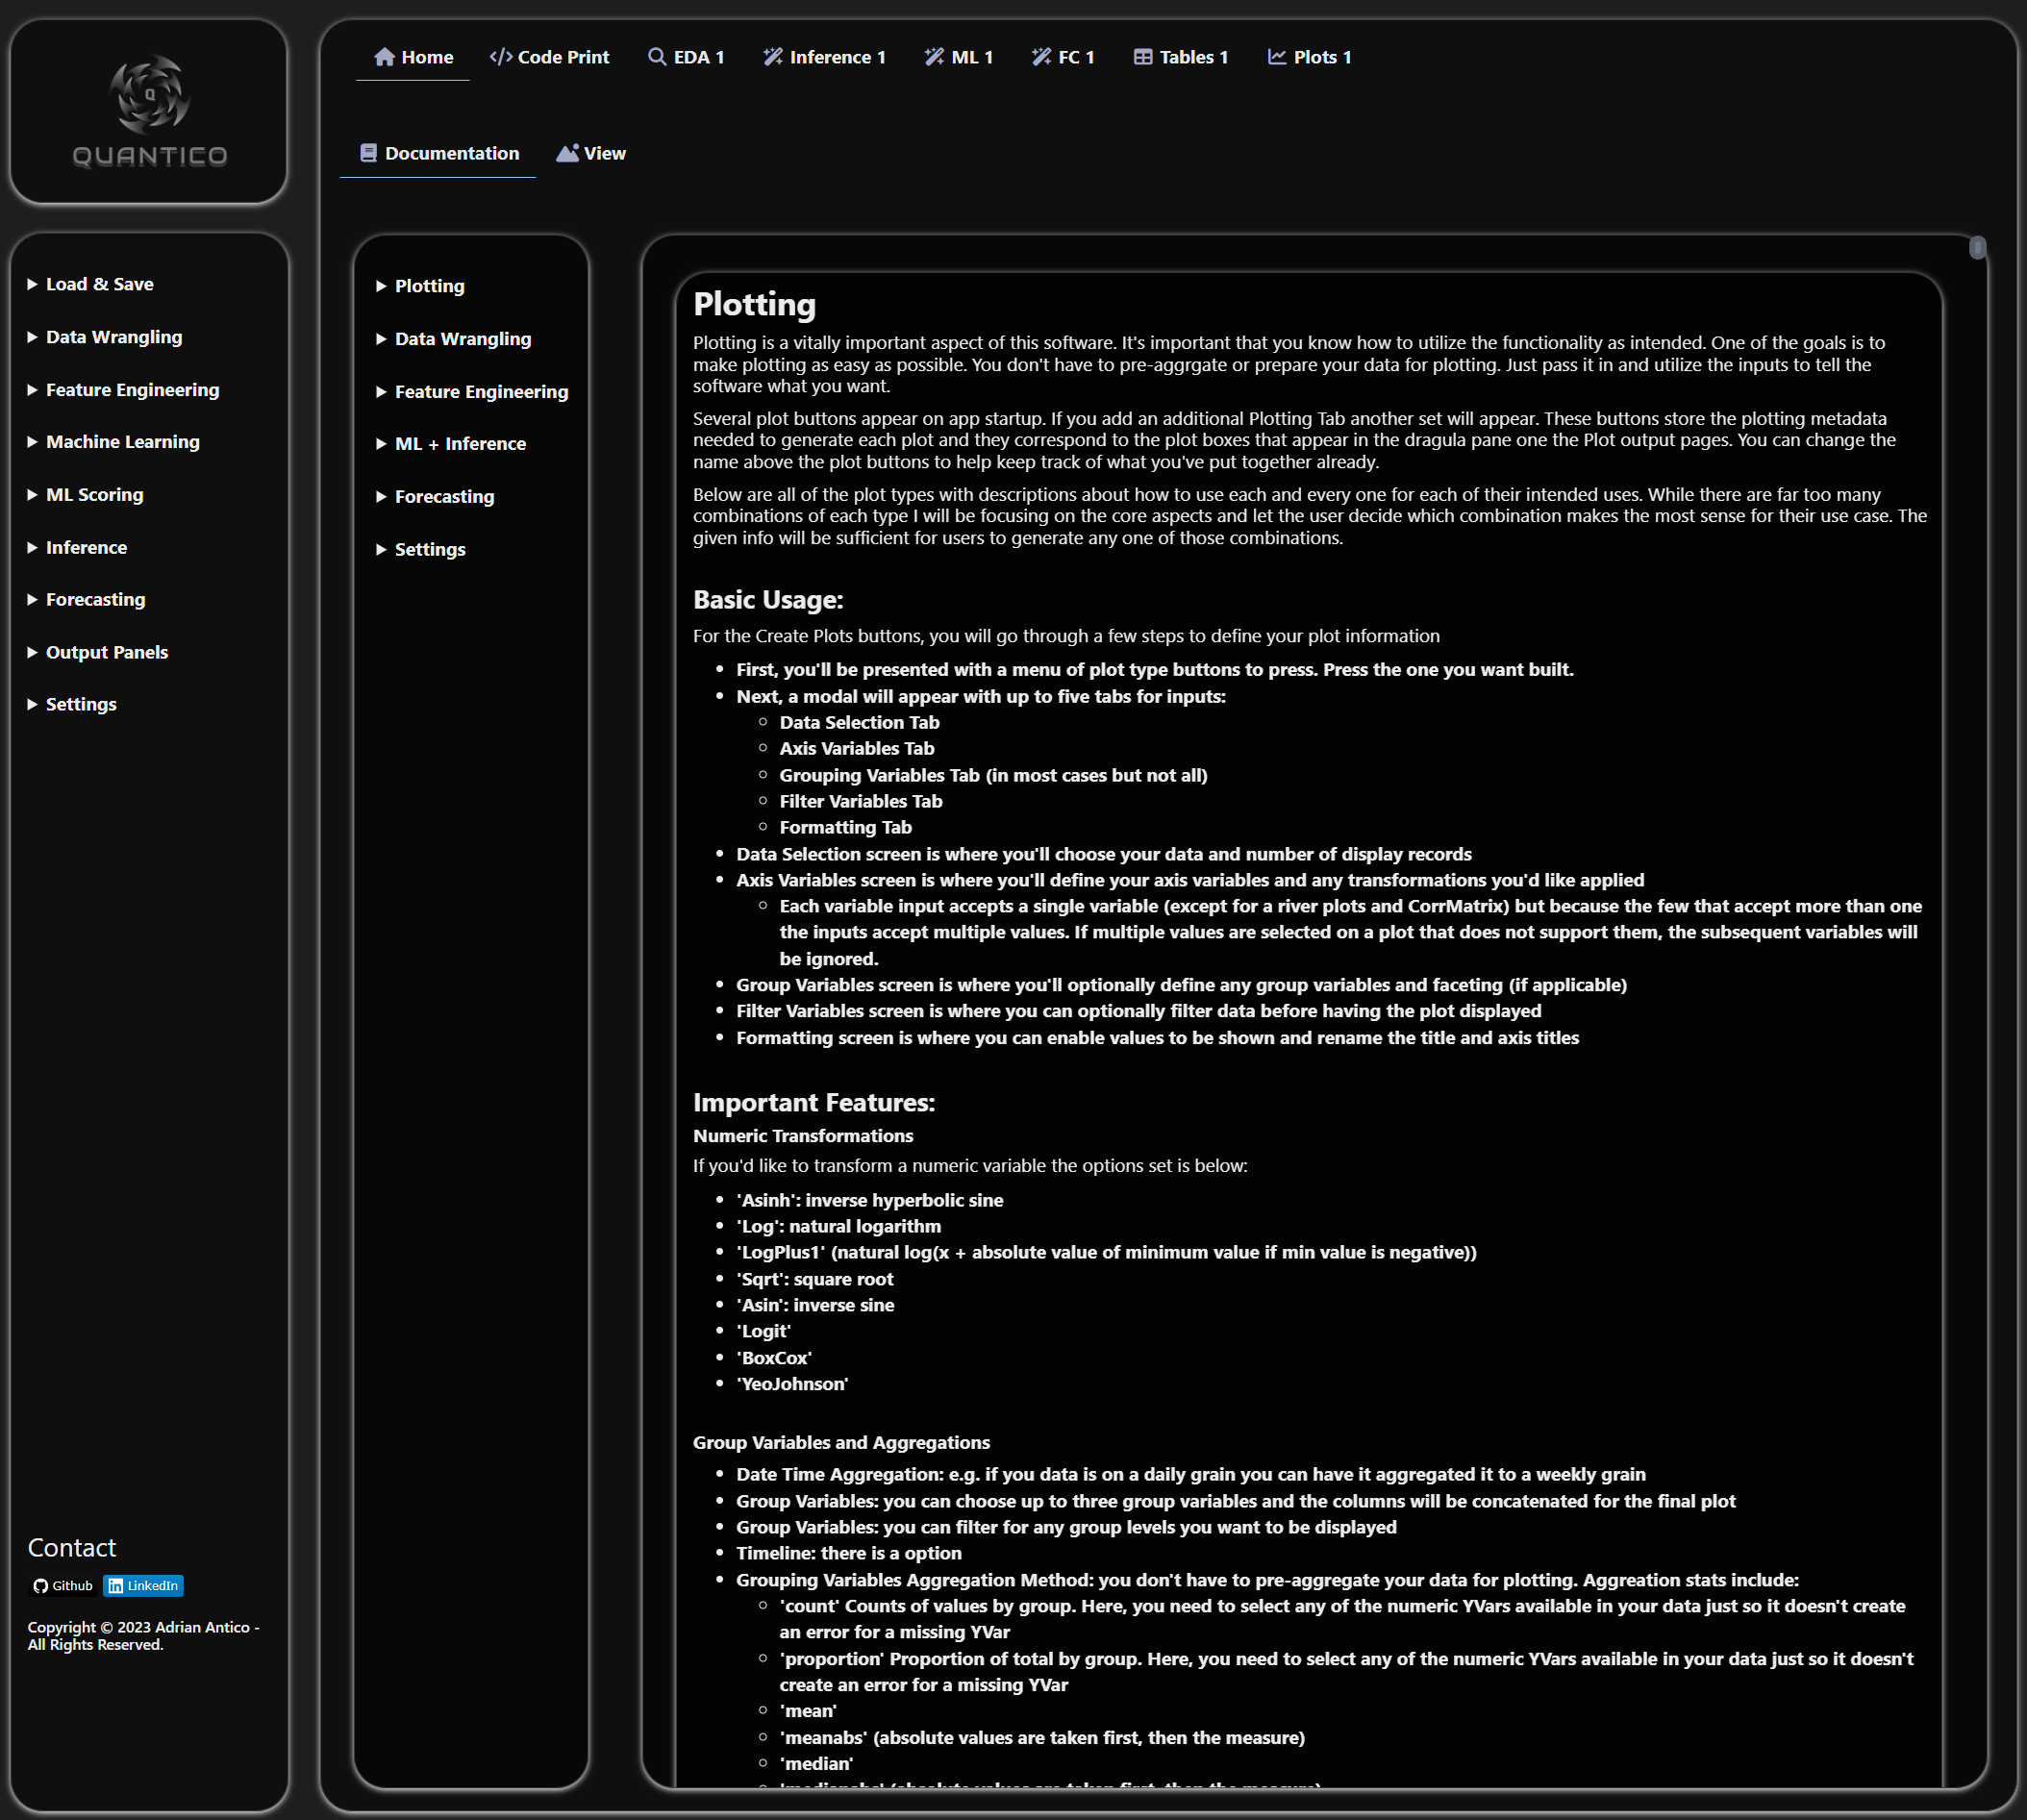 Q
QUANTICO
Home
Code Print
EDA 1
Inference 1
ML 1
FC 1
Tables 1
Plots 1
Documentation
View
Load & Save
Data Wrangling
Feature Engineering
Machine Learning
ML Scoring
Inference
Forecasting
Output Panels
Settings
Contact
Github
LinkedIn
Copyright © 2023 Adrian Antico -
All Rights Reserved.
Plotting
Data Wrangling
Feature Engineering
ML + Inference
Forecasting
Settings
Plotting
Plotting is a vitally important aspect of this software. It's important that you know how to utilize the functionality as intended. One of the goals is to
make plotting as easy as possible. You don't have to pre-aggrgate or prepare your data for plotting. Just pass it in and utilize the inputs to tell the
software what you want.
Several plot buttons appear on app startup. If you add an additional Plotting Tab another set will appear. These buttons store the plotting metadata
needed to generate each plot and they correspond to the plot boxes that appear in the dragula pane one the Plot output pages. You can change the
name above the plot buttons to help keep track of what you've put together already.
Below are all of the plot types with descriptions about how to use each and every one for each of their intended uses. While there are far too many
combinations of each type I will be focusing on the core aspects and let the user decide which combination makes the most sense for their use case. The
given info will be sufficient for users to generate any one of those combinations.
Basic Usage:
For the Create Plots buttons, you will go through a few steps to define your plot information
• First, you'll be presented with a menu of plot type buttons to press. Press the one you want built.
• Next, a modal will appear with up to five tabs for inputs:
○ Data Selection Tab
○ Axis Variables Tab
○ Grouping Variables Tab (in most cases but not all)
○ Filter Variables Tab
○ Formatting Tab
• Data Selection screen is where you'll choose your data and number of display records
• Axis Variables screen is where you'll define your axis variables and any transformations you'd like applied
○ Each variable input accepts a single variable (except for a river plots and CorrMatrix) but because the few that accept more than one
the inputs accept multiple values. If multiple values are selected on a plot that does not support them, the subsequent variables will
be ignored.
• Group Variables screen is where you'll optionally define any group variables and faceting (if applicable)
• Filter Variables screen is where you can optionally filter data before having the plot displayed
• Formatting screen is where you can enable values to be shown and rename the title and axis titles
Important Features:
Numeric Transformations
If you'd like to transform a numeric variable the options set is below:
• 'Asinh': inverse hyperbolic sine
• 'Log': natural logarithm
• 'LogPlus1' (natural log(x + absolute value of minimum value if min value is negative))
• 'Sqrt': square root
• 'Asin': inverse sine
• 'Logit'
• 'BoxCox'
• 'YeoJohnson'
Group Variables and Aggregations
• Date Time Aggregation: e.g. if you data is on a daily grain you can have it aggregated it to a weekly grain
• Group Variables: you can choose up to three group variables and the columns will be concatenated for the final plot
• Group Variables: you can filter for any group levels you want to be displayed
• Timeline: there is a option
• Grouping Variables Aggregation Method: you don't have to pre-aggregate your data for plotting. Aggreation stats include:
○ 'count' Counts of values by group. Here, you need to select any of the numeric YVars available in your data just so it doesn't create
an error for a missing YVar
○ 'proportion' Proportion of total by group. Here, you need to select any of the numeric YVars available in your data just so it doesn't
create an error for a missing YVar
○ 'mean'
○ 'meanabs' (absolute values are taken first, then the measure)
○ 'median'
○ 'medianabs' (absolute values are taken first, then the measure)